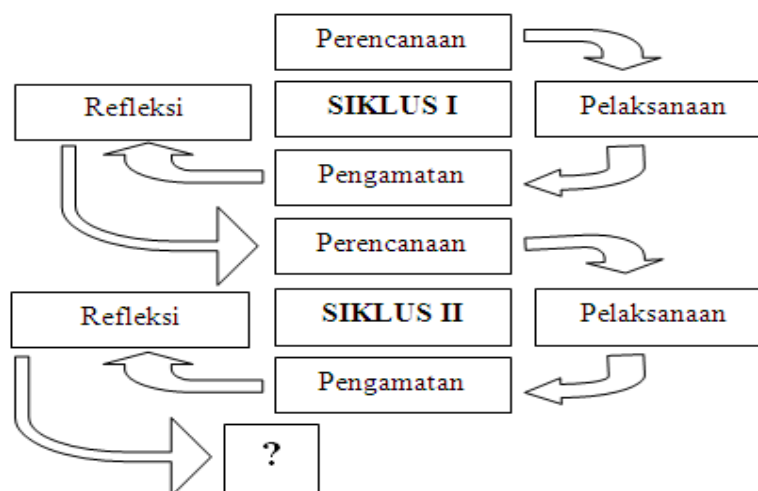 Perencanaan
Refleksi
SIKLUS I
Pelaksanaan
Pengamatan
Perencanaan
Refleksi
SIKLUS II
Pelaksanaan
Pengamatan
?